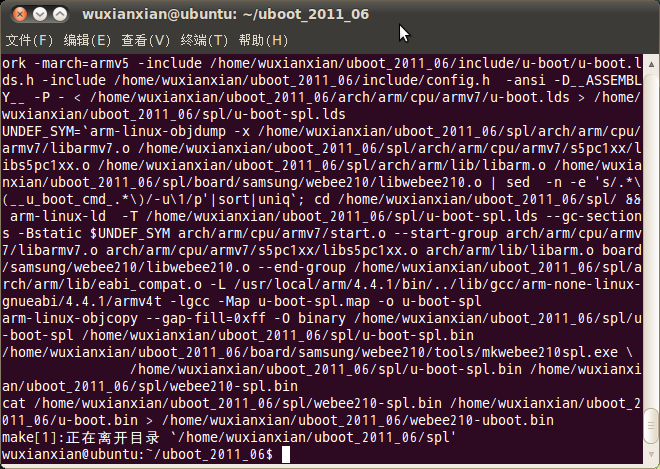 wuxianxian@ubuntu: ~/uboot_2011_06
文件(F) 编辑(E) 查看(V) 终端(T) 帮助(H)
ork -march=armv5 -include /home/wuxianxian/uboot_2011_06/include/u-boot/u-boot.l
ds.h -include /home/wuxianxian/uboot_2011_06/include/config.h  -ansi -D__ASSEMBL
Y__ -P - < /home/wuxianxian/uboot_2011_06/arch/arm/cpu/armv7/u-boot.lds > /home/
wuxianxian/uboot_2011_06/spl/u-boot-spl.lds
UNDEF_SYM=`arm-linux-objdump -x /home/wuxianxian/uboot_2011_06/spl/arch/arm/cpu/
armv7/libarmv7.o /home/wuxianxian/uboot_2011_06/spl/arch/arm/cpu/armv7/s5pc1xx/l
ibs5pc1xx.o /home/wuxianxian/uboot_2011_06/spl/arch/arm/lib/libarm.o /home/wuxia
nxian/uboot_2011_06/spl/board/samsung/webee210/libwebee210.o | sed  -n -e 's/.*\
(__u_boot_cmd_.*\)/-u\1/p'|sort|uniq`; cd /home/wuxianxian/uboot_2011_06/spl/ &&
 arm-linux-ld  -T /home/wuxianxian/uboot_2011_06/spl/u-boot-spl.lds --gc-section
s -Bstatic $UNDEF_SYM arch/arm/cpu/armv7/start.o --start-group arch/arm/cpu/armv
7/libarmv7.o arch/arm/cpu/armv7/s5pc1xx/libs5pc1xx.o arch/arm/lib/libarm.o board
/samsung/webee210/libwebee210.o --end-group /home/wuxianxian/uboot_2011_06/spl/a
rch/arm/lib/eabi_compat.o -L /usr/local/arm/4.4.1/bin/../lib/gcc/arm-none-linux-
gnueabi/4.4.1/armv4t -lgcc -Map u-boot-spl.map -o u-boot-spl
arm-linux-objcopy --gap-fill=0xff -O binary /home/wuxianxian/uboot_2011_06/spl/u
-boot-spl /home/wuxianxian/uboot_2011_06/spl/u-boot-spl.bin
/home/wuxianxian/uboot_2011_06/board/samsung/webee210/tools/mkwebee210spl.exe \
                /home/wuxianxian/uboot_2011_06/spl/u-boot-spl.bin /home/wuxianxi
an/uboot_2011_06/spl/webee210-spl.bin
cat /home/wuxianxian/uboot_2011_06/spl/webee210-spl.bin /home/wuxianxian/uboot_2
011_06/u-boot.bin > /home/wuxianxian/uboot_2011_06/webee210-uboot.bin
make[1]:正在离开目录 `/home/wuxianxian/uboot_2011_06/spl'
wuxianxian@ubuntu:~/uboot_2011_06$